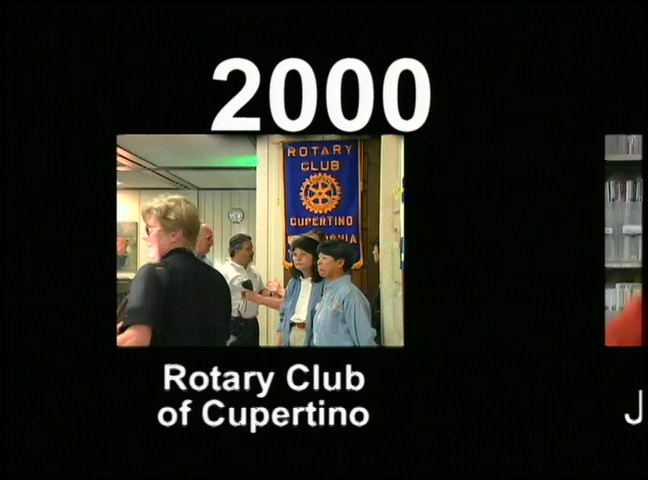 2000
ROTARY
CLUB
CUPERTINO
Rotary Club
of Cupertino
J